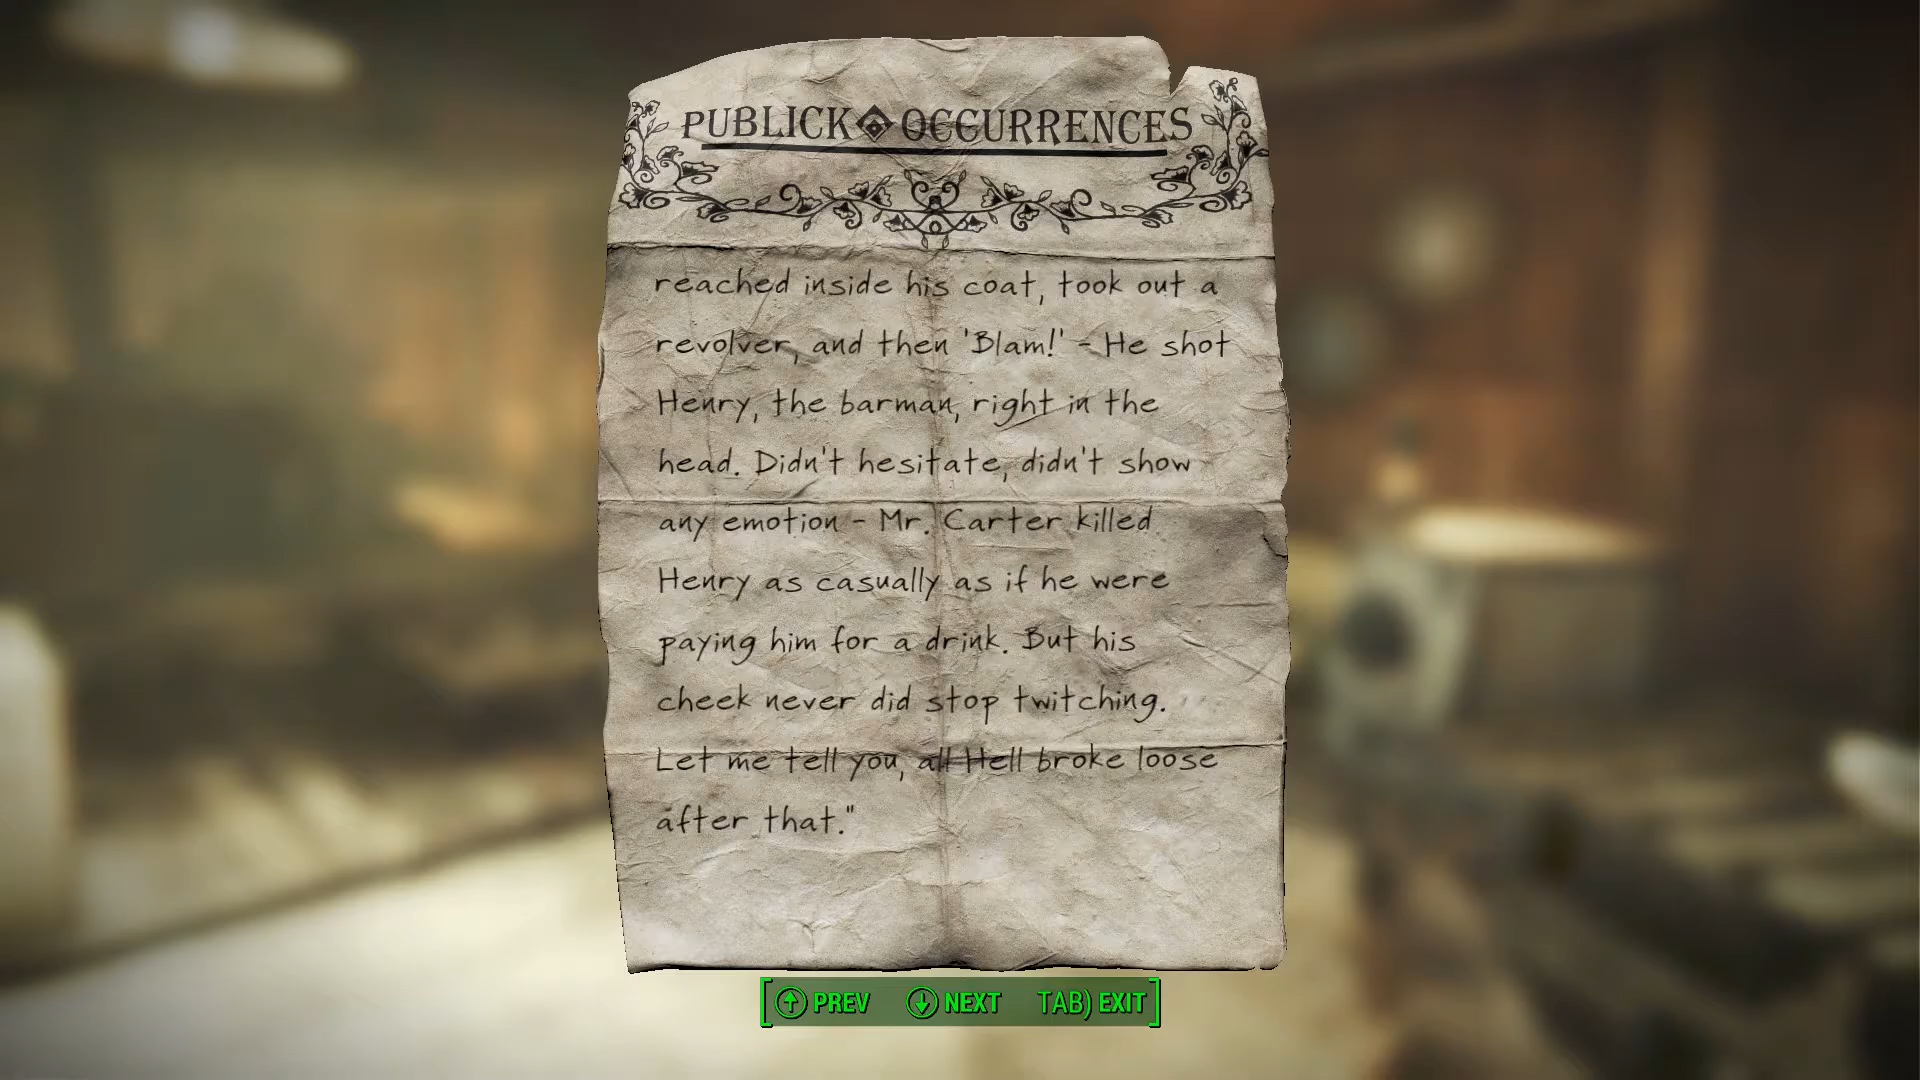 PUBLICK OCCURRENCES
reached inside his coat, took out a
revolver, and then 'Blam!' - He shot
Henry, the barman, right in the
head. Didn't hesitate, didn't show
any emotion - Mr. Carter killed
Henry as casually as if he were
paying him for a drink. But his
cheek never did stop twitching.
Let me tell you, all Hell broke loose
after that."
PREV NEXT TAB) EXIT